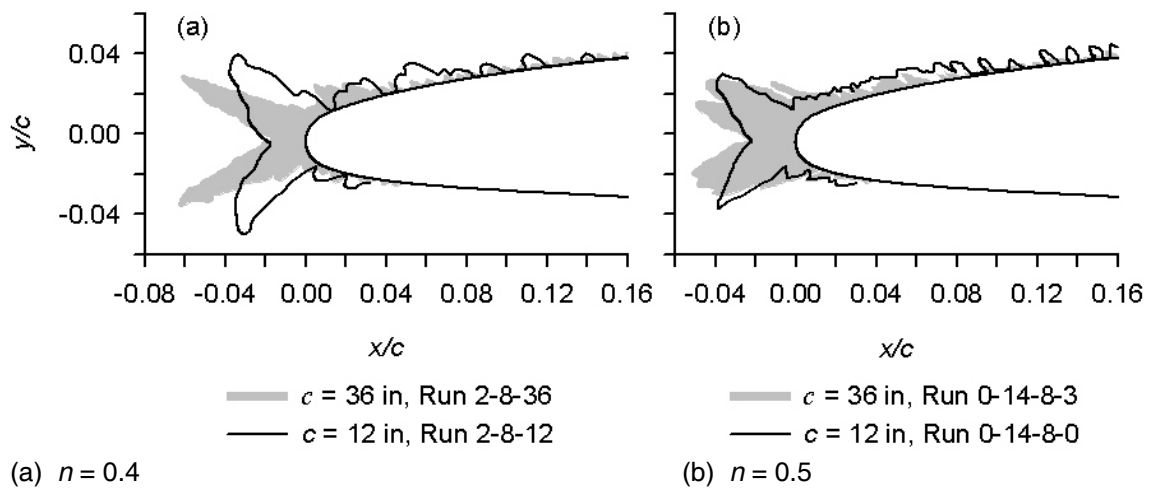 (a)
(b)
0.04
0.00
-0.04
y/c
-0.08 -0.04 0.00 0.04 0.08 0.12 0.16
-0.04 0.00 0.04 0.08 0.12 0.16
x/c
x/c
c = 36 in, Run 2-8-36
c = 12 in, Run 2-8-12
c = 36 in, Run 0-14-8-3
c = 12 in, Run 0-14-8-0
(a) n = 0.4
(b) n = 0.5